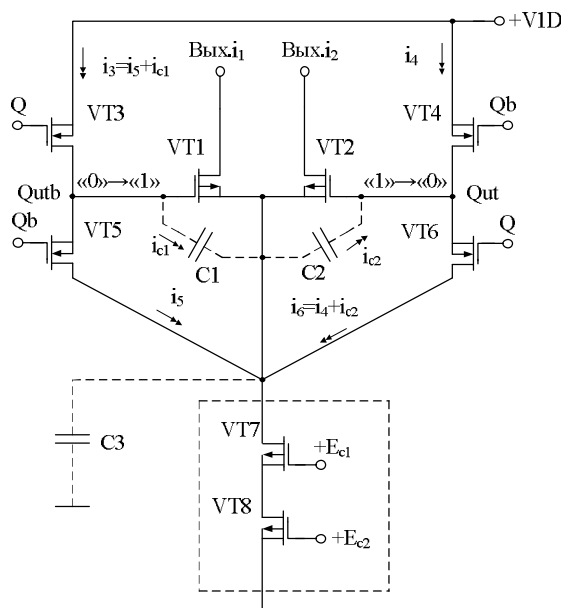 +V1D
Вых.i1
Вых.i2
i3=i5+ic1
i4
Q
VT3
VT4
Qb
VT1
VT2
«0»→«1»
«1»→«0»
Qutb
Qut
Qb
VT5
ic1
C1
C2
ic2
VT6
Q
i5
i6=i4+ic2
C3
VT7
+Ec1
VT8
+Ec2